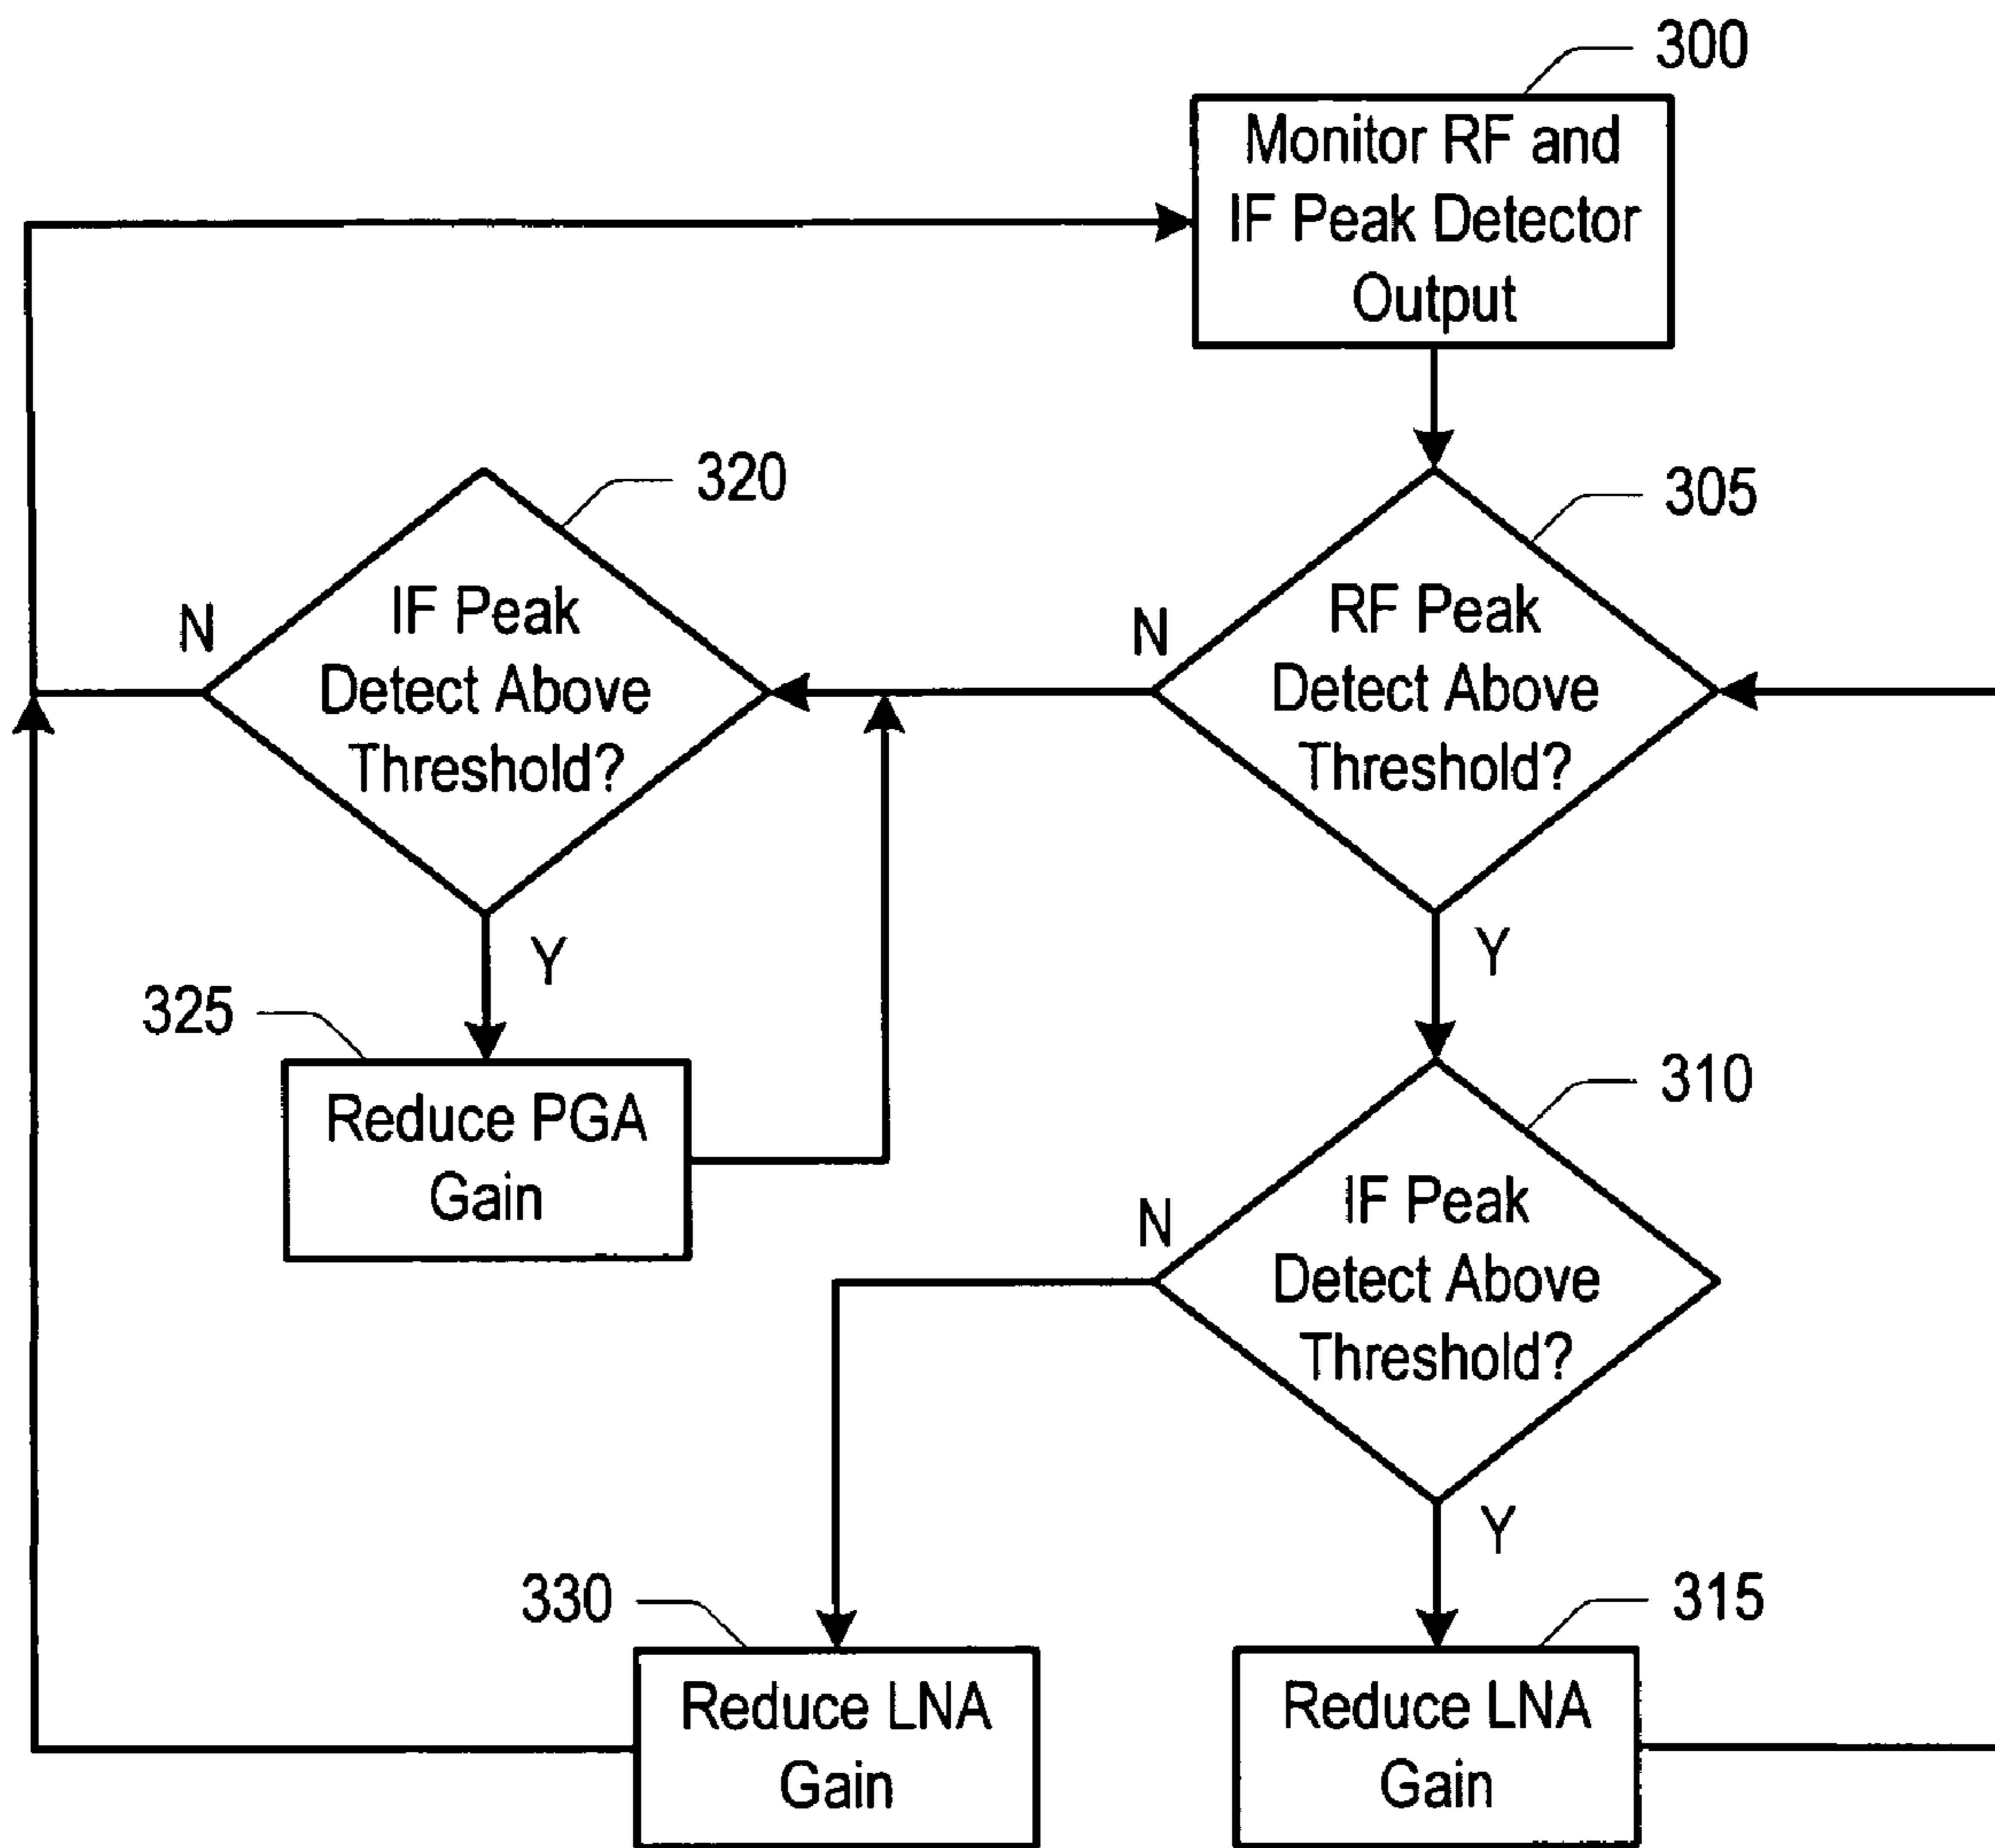 300
Monitor RF and
IF Peak Detector
Output
320
305
N
IF Peak
Detect Above
Threshold?
N
RF Peak
Detect Above
Threshold?
Y
Y
325
Reduce PGA
Gain
310
N
IF Peak
Detect Above
Threshold?
Y
330
315
Reduce LNA
Gain
Reduce LNA
Gain